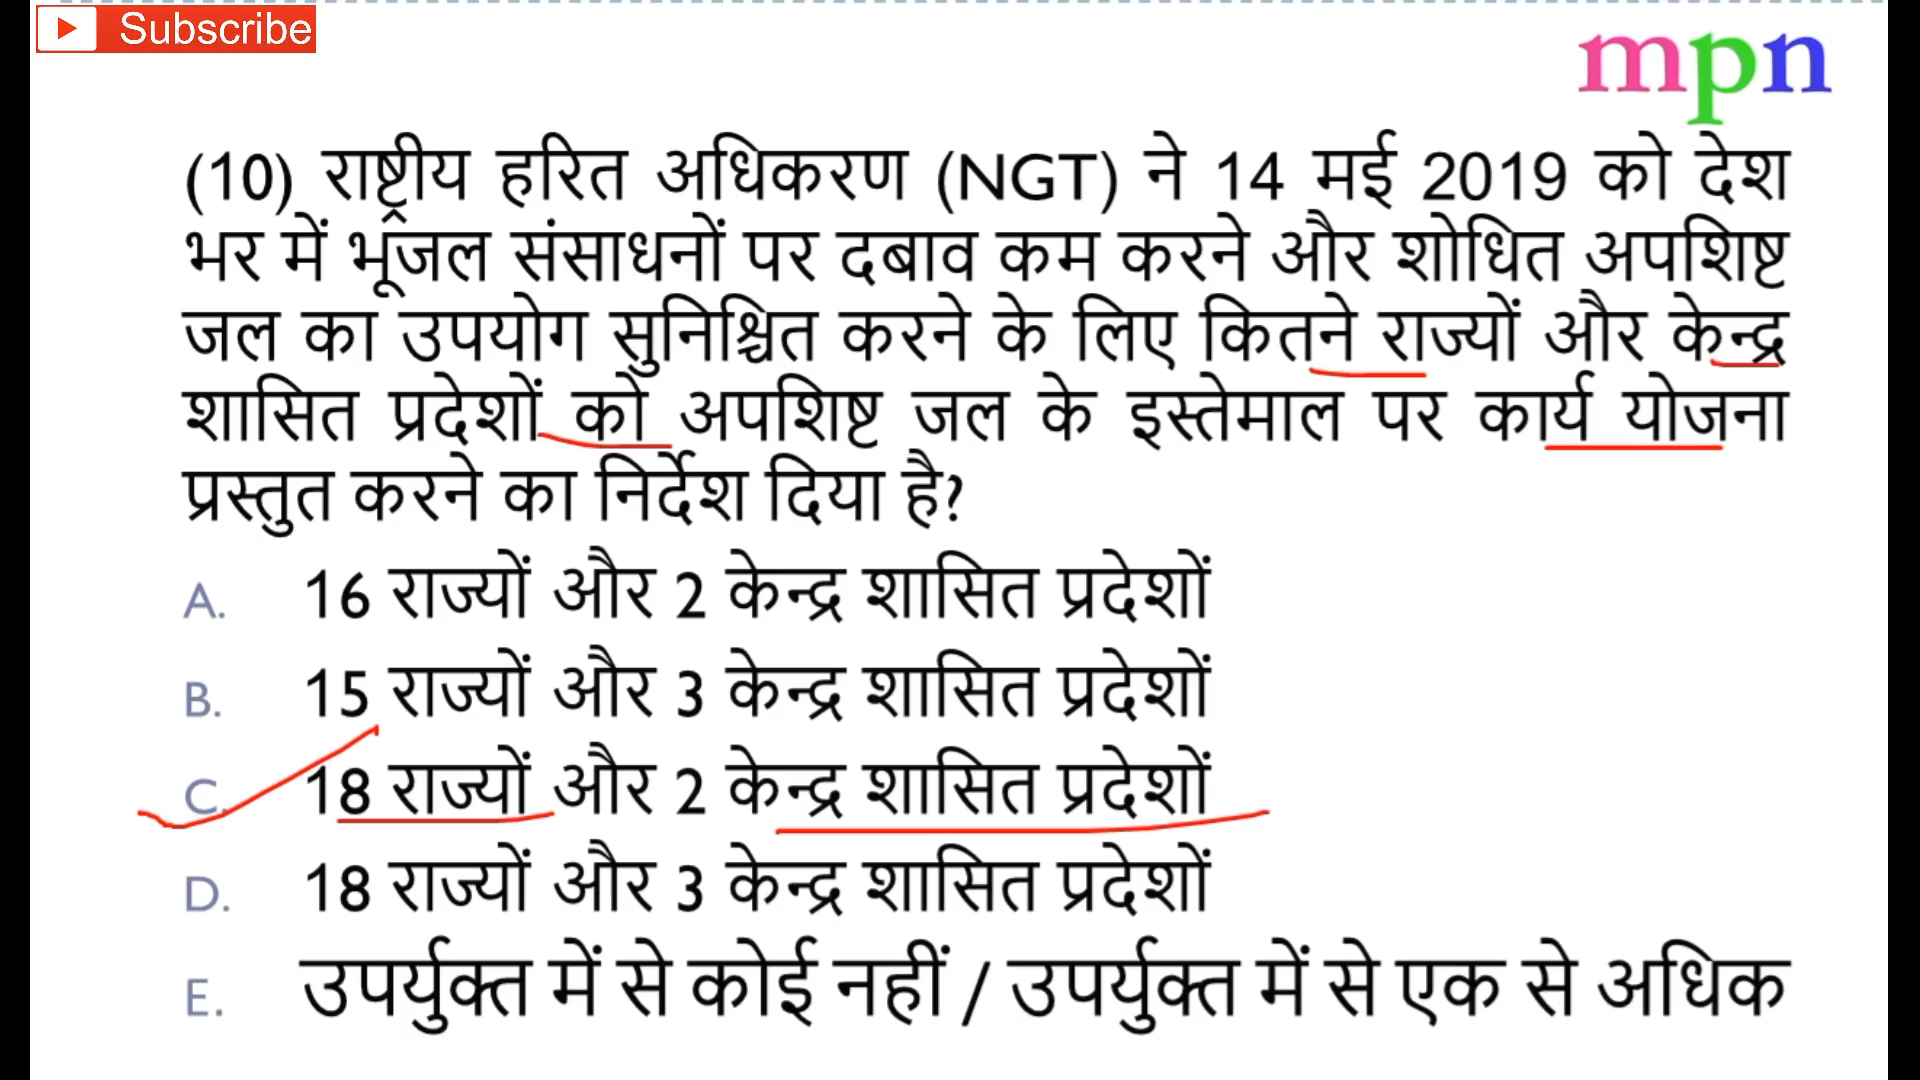 Subscribe
mpn
(10) राष्ट्रीय हरित अधिकरण (NGT) ने 14 मई 2019 को देश
भर में भूजल संसाधनों पर दबाव कम करने और शोधित अपशिष्ट
जल का उपयोग सुनिश्चित करने के लिए कितने राज्यों और केन्द्र
शासित प्रदेशों को अपशिष्ट जल के इस्तेमाल पर कार्य योजना
प्रस्तुत करने का निर्देश दिया है?
A. 16 राज्यों और 2 केन्द्र शासित प्रदेशों
B. 15 राज्यों और 3 केन्द्र शासित प्रदेशों
C. 18 राज्यों और 2 केन्द्र शासित प्रदेशों
D. 18 राज्यों और 3 केन्द्र शासित प्रदेशों
E. उपर्युक्त में से कोई नहीं / उपर्युक्त में से एक से अधिक